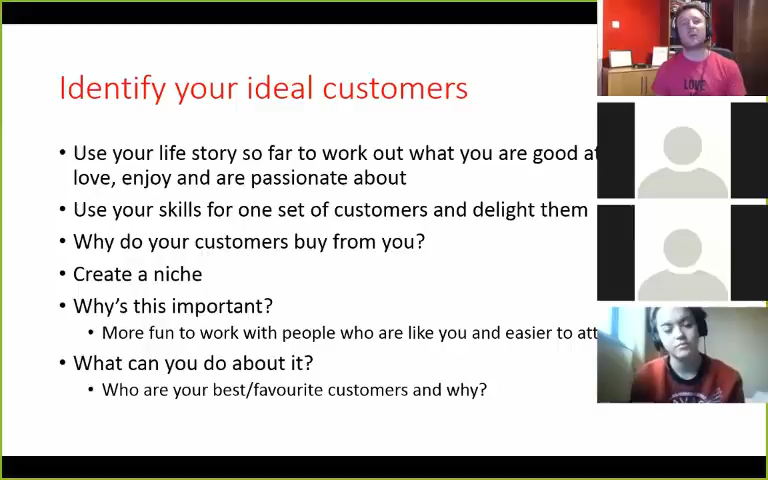 Identify your ideal customers
• Use your life story so far to work out what you are good at
love, enjoy and are passionate about
• Use your skills for one set of customers and delight them
• Why do your customers buy from you?
• Create a niche
• Why's this important?
• More fun to work with people who are like you and easier to att
• What can you do about it?
• Who are your best/favourite customers and why?
LOVE